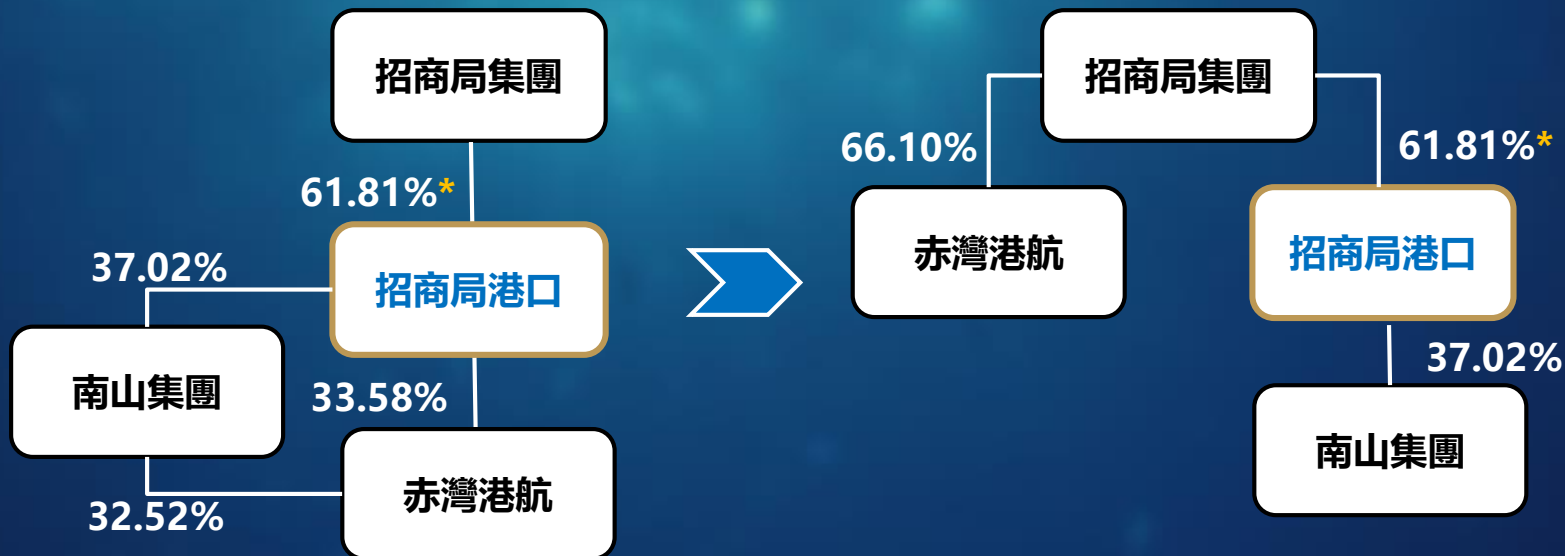 招商局集團
61.81%*
招商局港口
37.02%
南山集團
33.58%
赤灣港航
32.52%
招商局集團
66.10%
61.81%*
赤灣港航
招商局港口
37.02%
南山集團